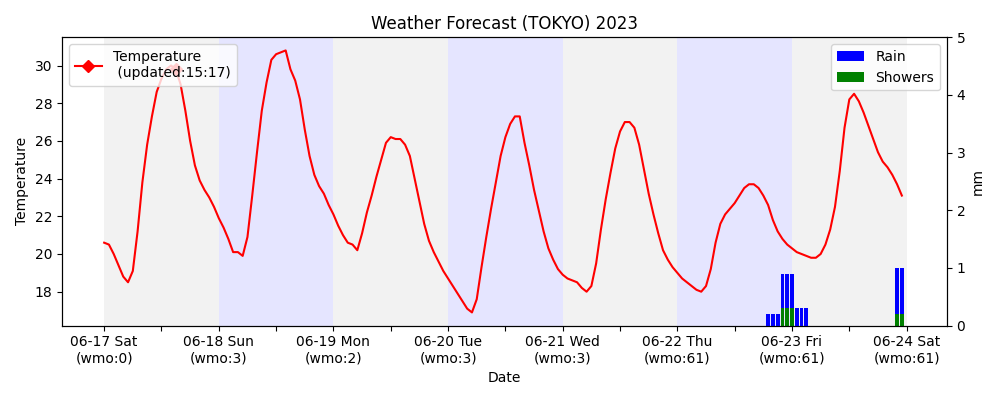 Weather Forecast (TOKYO) 2023
Temperature
(updated:15:17)
Rain
Showers
Temperature
30
28
26
24
22
20
18
5
4
3
2
1
0
mm
06-17 Sat
(wmo:0)
06-18 Sun
(wmo:3)
06-19 Mon
(wmo:2)
06-20 Tue
(wmo:3)
06-21 Wed
(wmo:3)
06-22 Thu
(wmo:61)
06-23 Fri
(wmo:61)
06-24 Sat
(wmo:61)
Date